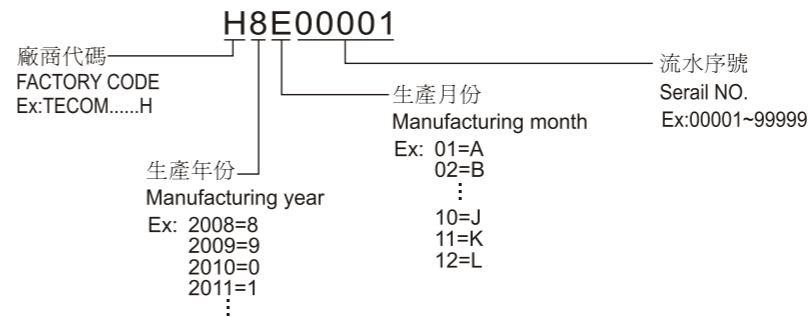 H8E00001
廠商代碼
FACTORY CODE
Ex:TECOM......H
生產年份
Manufacturing year
Ex: 2008=8
2009=9
2010=0
2011=1
⋮
生產月份
Manufacturing month
Ex: 01=A
02=B
⋮
10=J
11=K
12=L
流水序號
Serail NO.
Ex:00001~99999